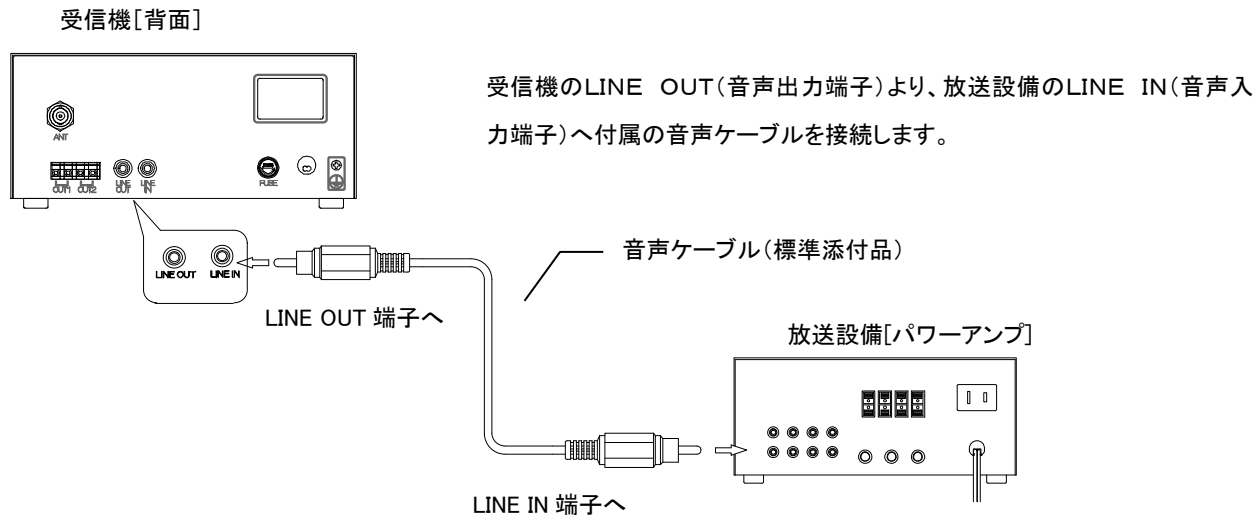 受信機[背面]
受信機のLINE OUT(音声出力端子)より、放送設備のLINE IN(音声入
力端子)へ付属の音声ケーブルを接続します。
ANT
OUT1 OUT2 LINE OUT LINE IN
FUSE
LINE OUT LINE IN
音声ケーブル(標準添付品)
LINE OUT 端子へ
放送設備[パワーアンプ]
LINE IN 端子へ